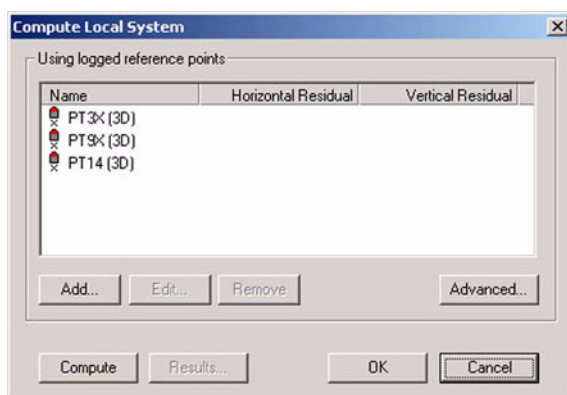 Compute Local System
Using logged reference points
Name Horizontal Residual Vertical Residual
PT3X (3D)
PT9X (3D)
PT14 (3D)
Add... Edit... Remove Advanced...
Compute Results... OK Cancel